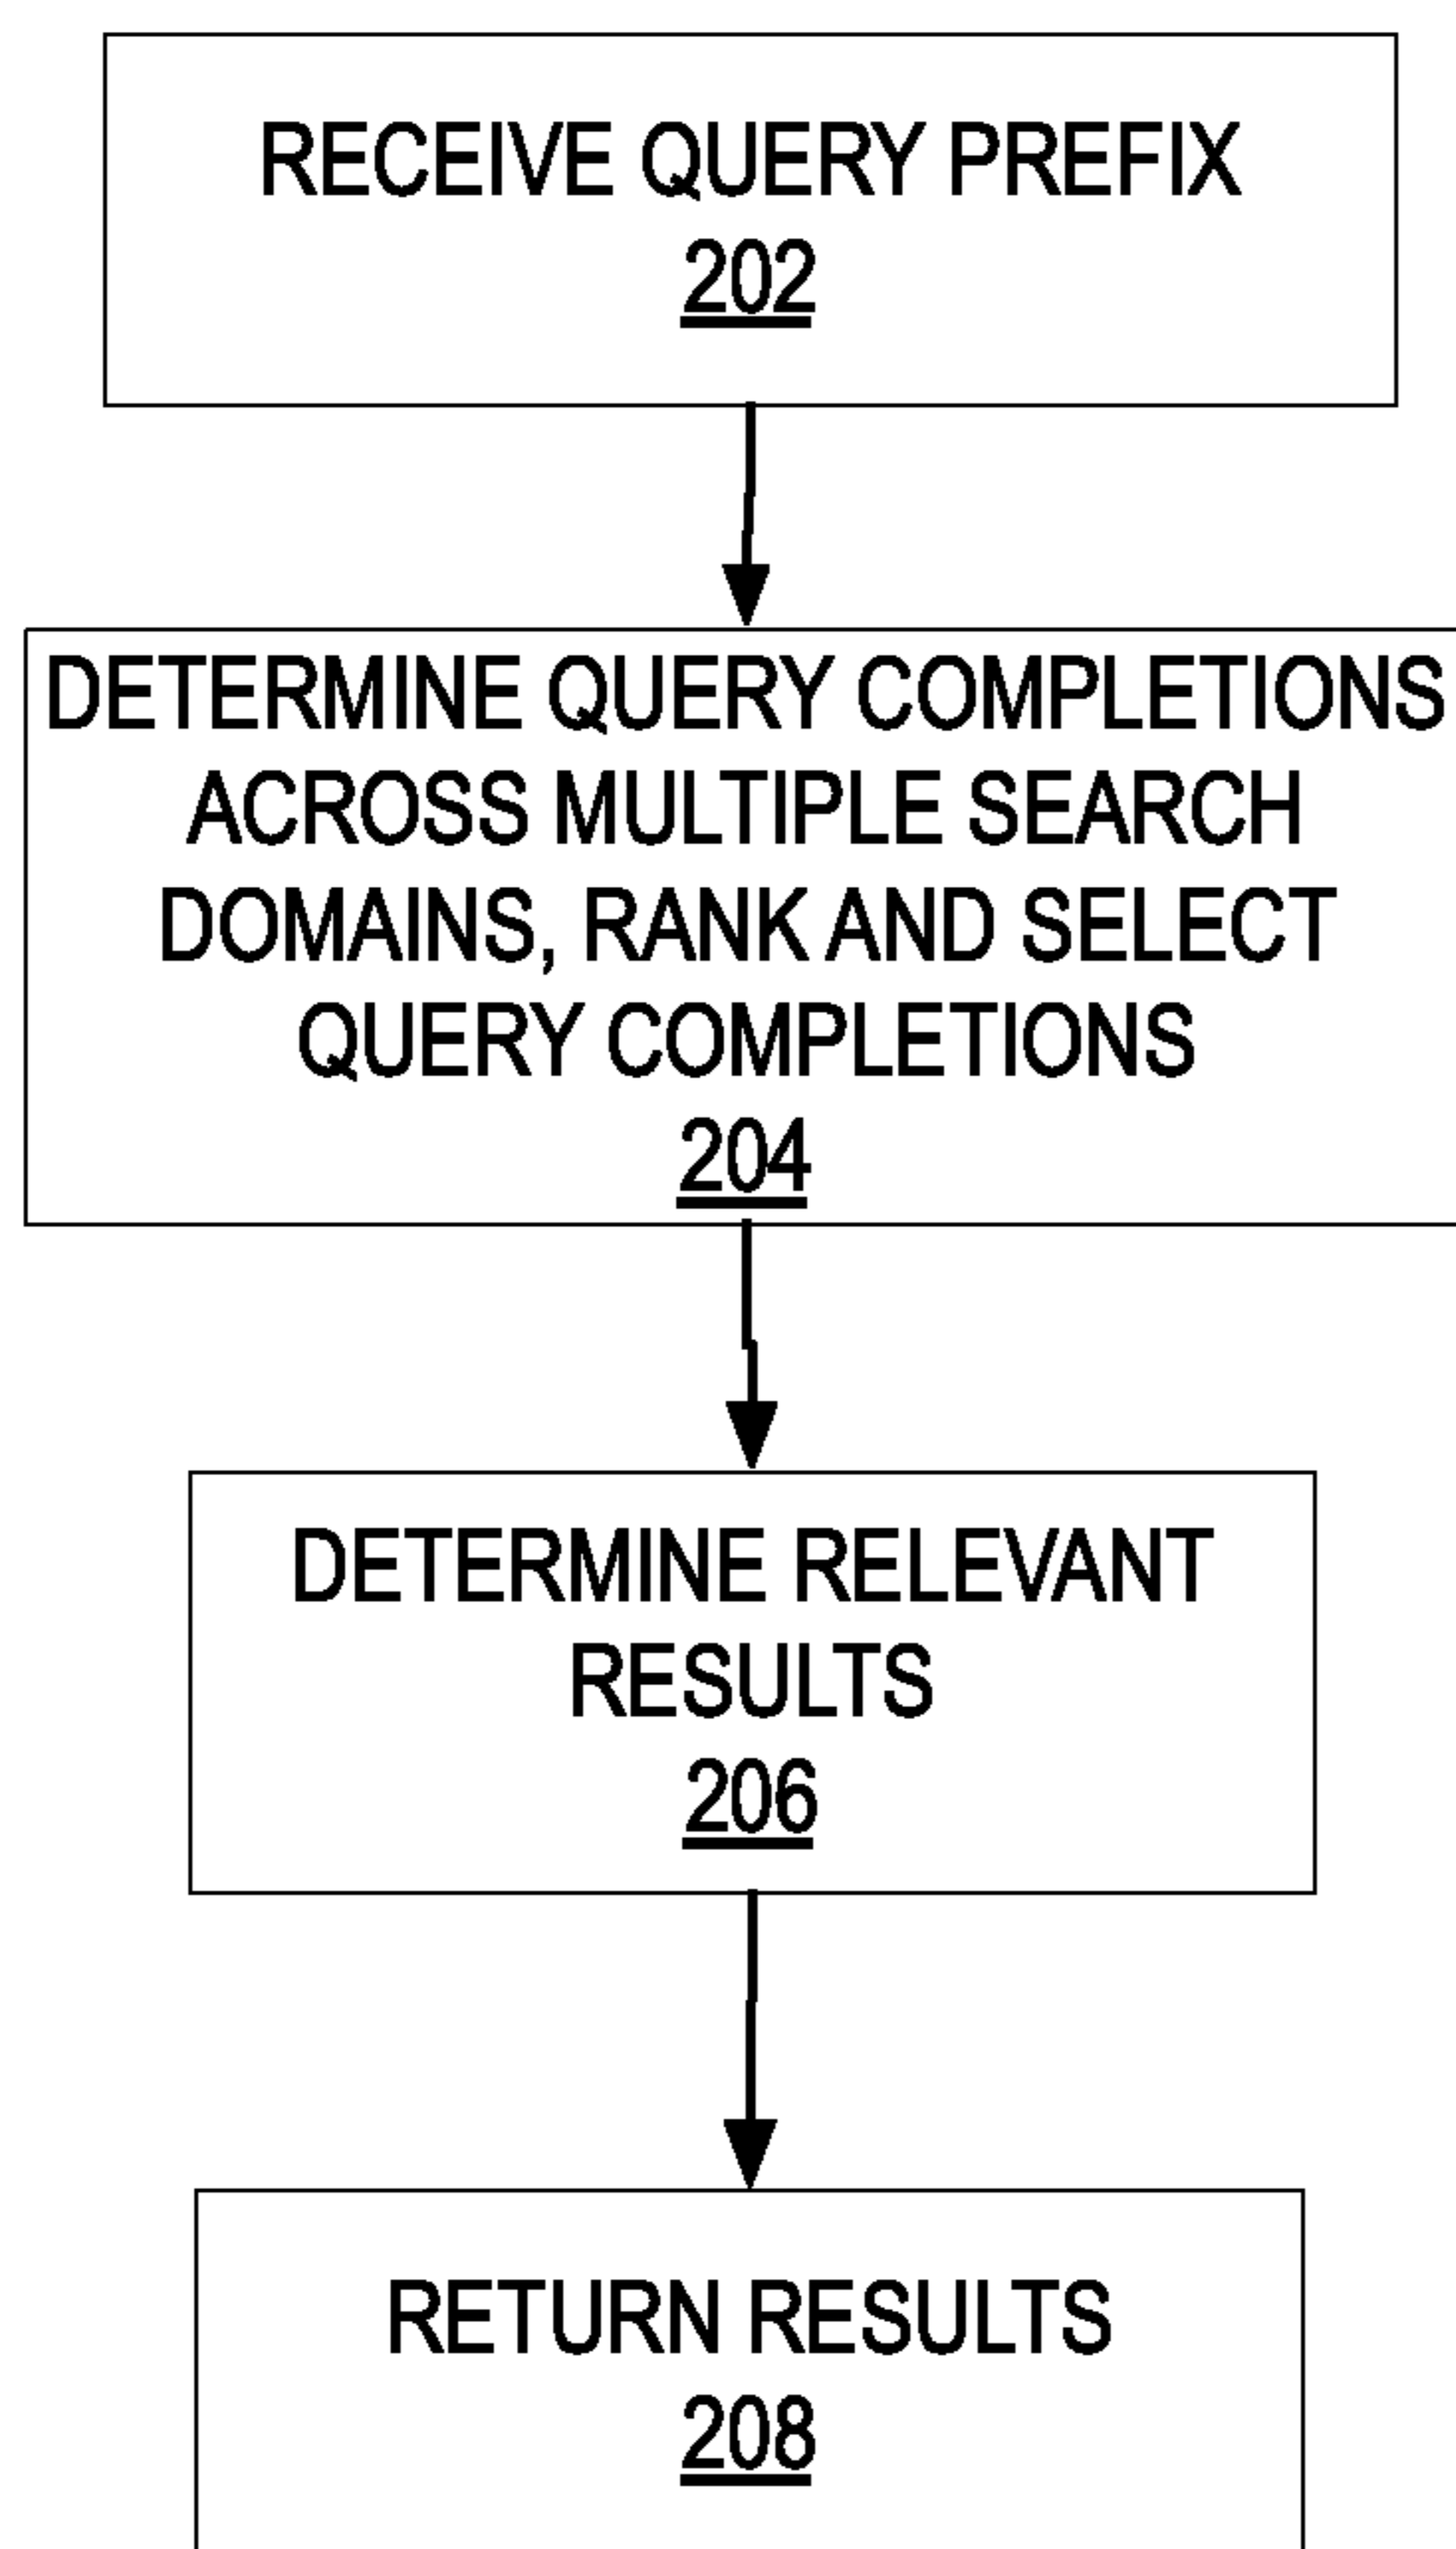 RECEIVE QUERY PREFIX
202
DETERMINE QUERY COMPLETIONS
ACROSS MULTIPLE SEARCH
DOMAINS, RANK AND SELECT
QUERY COMPLETIONS
204
DETERMINE RELEVANT
RESULTS
206
RETURN RESULTS
208